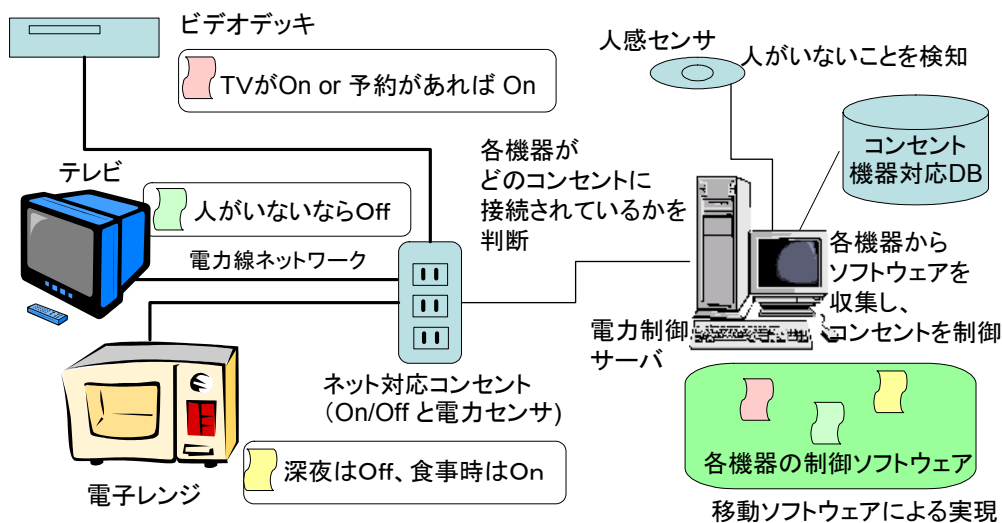 ビデオデッキ
TVがOn or 予約があれば On
テレビ
人がいないならOff
電力線ネットワーク
電子レンジ
深夜はOff、食事時はOn
ネット対応コンセント
(On/Off と電力センサ)
各機器が
どのコンセントに
接続されているかを
判断
人感センサ
人がいないことを検知
コンセント
機器対応DB
各機器から
ソフトウェアを
収集し、
コンセントを制御
電力制御
サーバ
各機器の制御ソフトウェア
移動ソフトウェアによる実現